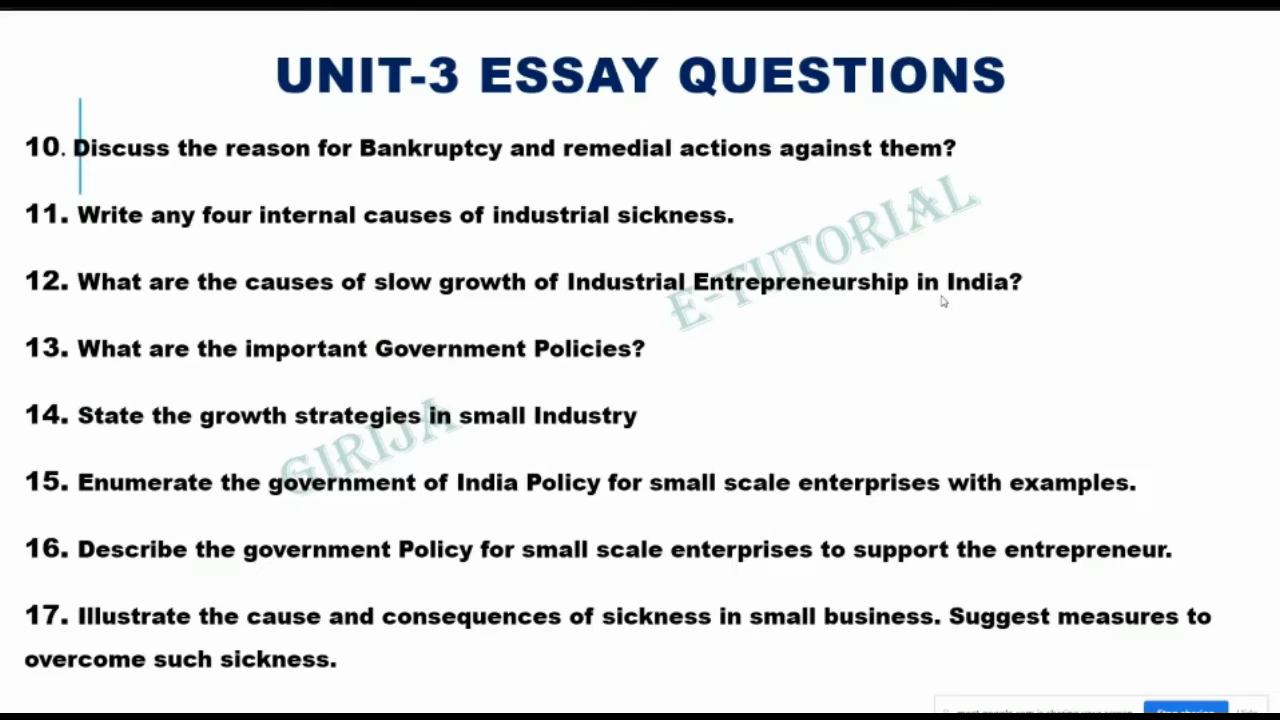 UNIT-3 ESSAY QUESTIONS
10. Discuss the reason for Bankruptcy and remedial actions against them?
11. Write any four internal causes of industrial sickness.
12. What are the causes of slow growth of Industrial Entrepreneurship in India?
13. What are the important Government Policies?
14. State the growth strategies in small Industry
15. Enumerate the government of India Policy for small scale enterprises with examples.
16. Describe the government Policy for small scale enterprises to support the entrepreneur.
17. Illustrate the cause and consequences of sickness in small business. Suggest measures to
overcome such sickness.
GIRIJA E-TUTORIAL